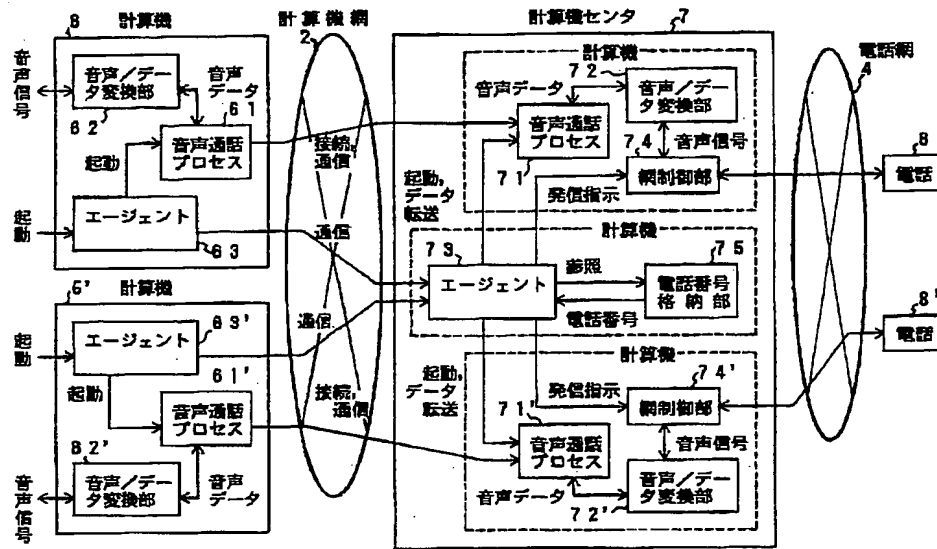 計算機
6
音声信号
音声／データ変換部
62
音声データ
61
音声通話プロセス
起動
起動
エージェント
63
計算機網
2
接続,通信
通信
通信
接続,通信
6'
計算機
起動
エージェント
63'
起動
61'
音声通話プロセス
62'
音声信号
音声／データ変換部
音声データ
計算機センタ
7
計算機
72
音声データ
音声／データ変換部
音声通話プロセス
71
74
音声信号
網制御部
起動,データ転送
発信指示
計算機
73
エージェント
参照
75
電話番号格納部
電話番号
計算機
起動,データ転送
発信指示
74'
網制御部
71'
音声通話プロセス
音声信号
音声データ
音声／データ変換部
72'
電話網
4
8
電話
8'
電話